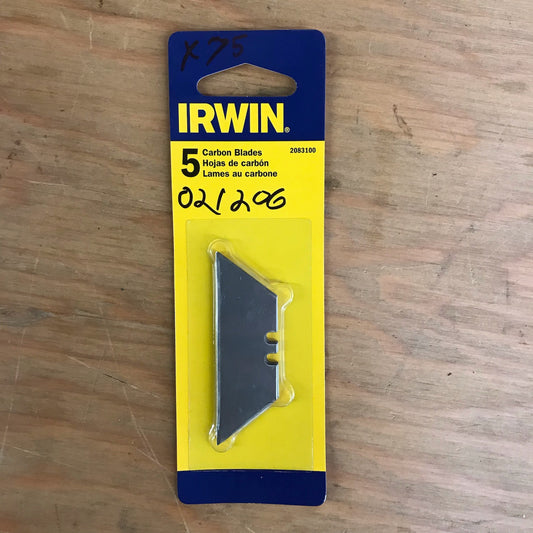 x75
IRWIN®
5 Carbon Blades 2083100
Hojas de carbón
Lames au carbone
021206